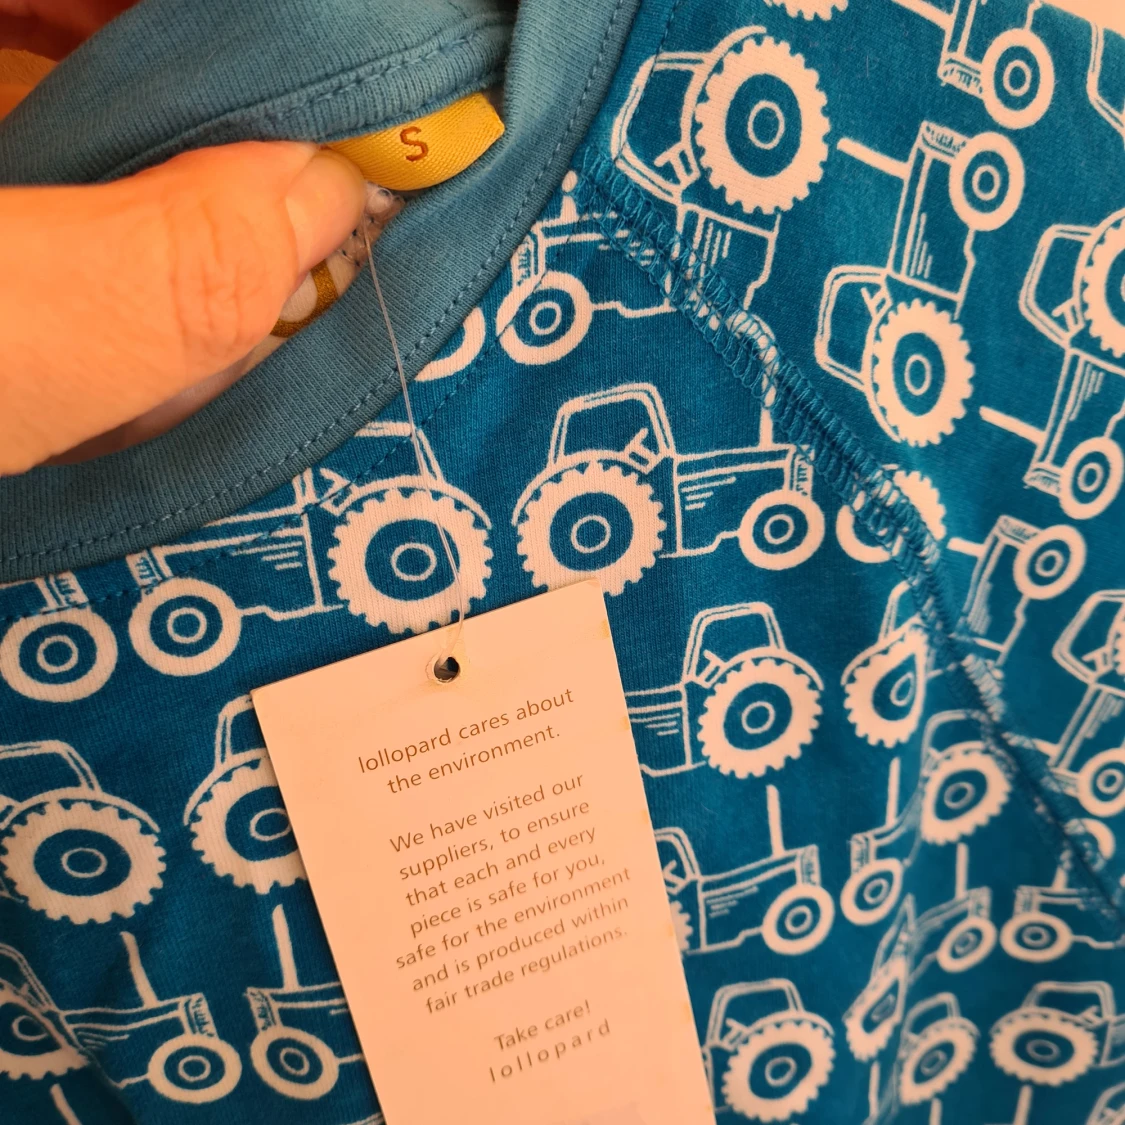 S
lollopard cares about
the environment.
We have visited our
suppliers, to ensure
that each and every
piece is safe for you,
safe for the environment
and is produced within
fair trade regulations.
Take care!
lollopard